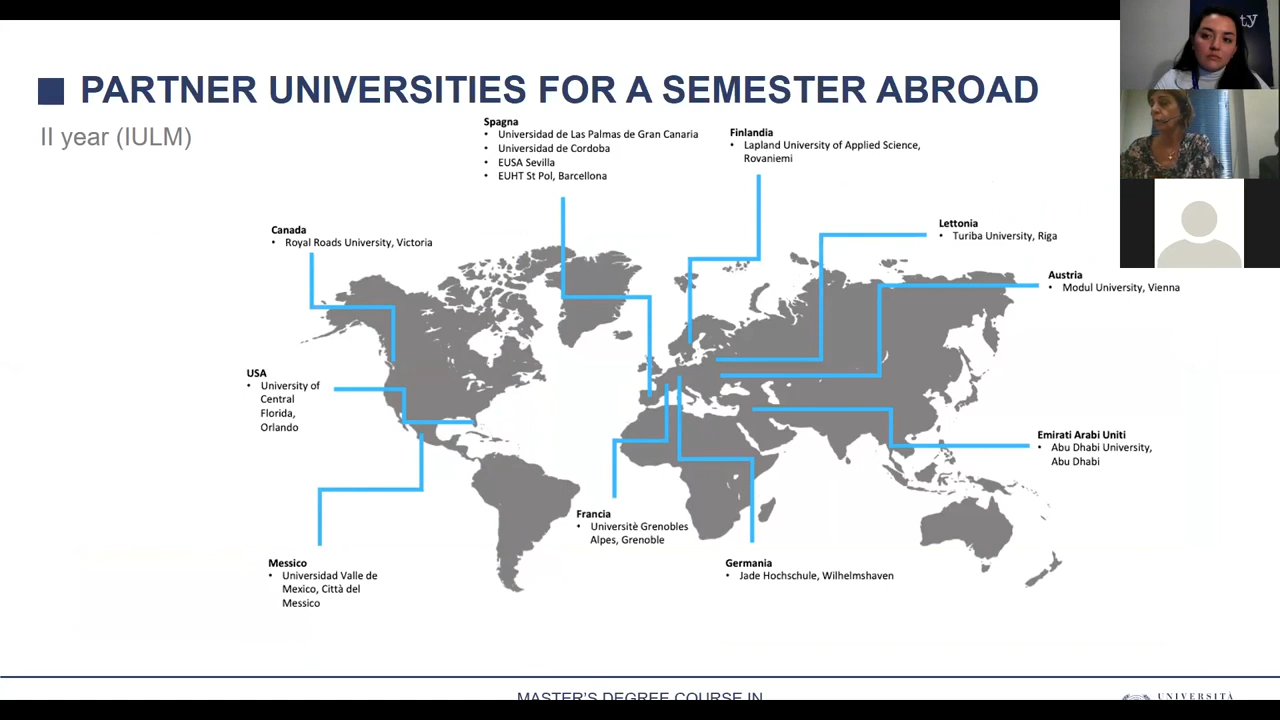 PARTNER UNIVERSITIES FOR A SEMESTER ABROAD
II year (IULM)
Spagna
• Universidad de Las Palmas de Gran Canaria
• Universidad de Cordoba
• EUSA Sevilla
• EUHT St Pol, Barcellona
Finlandia
• Lapland University of Applied Science,
Rovaniemi
Canada
• Royal Roads University, Victoria
Lettonia
• Turiba University, Riga
Austria
• Modul University, Vienna
USA
• University of
Central
Florida,
Orlando
Emirati Arabi Uniti
• Abu Dhabi University,
Abu Dhabi
Francia
• Universitè Grenobles
Alpes, Grenoble
Messico
• Universidad Valle de
Mexico, Città del
Messico
Germania
• Jade Hochschule, Wilhelmshaven
MASTER'S DEGREE COURSE IN
UNIVERSITÀ
ty